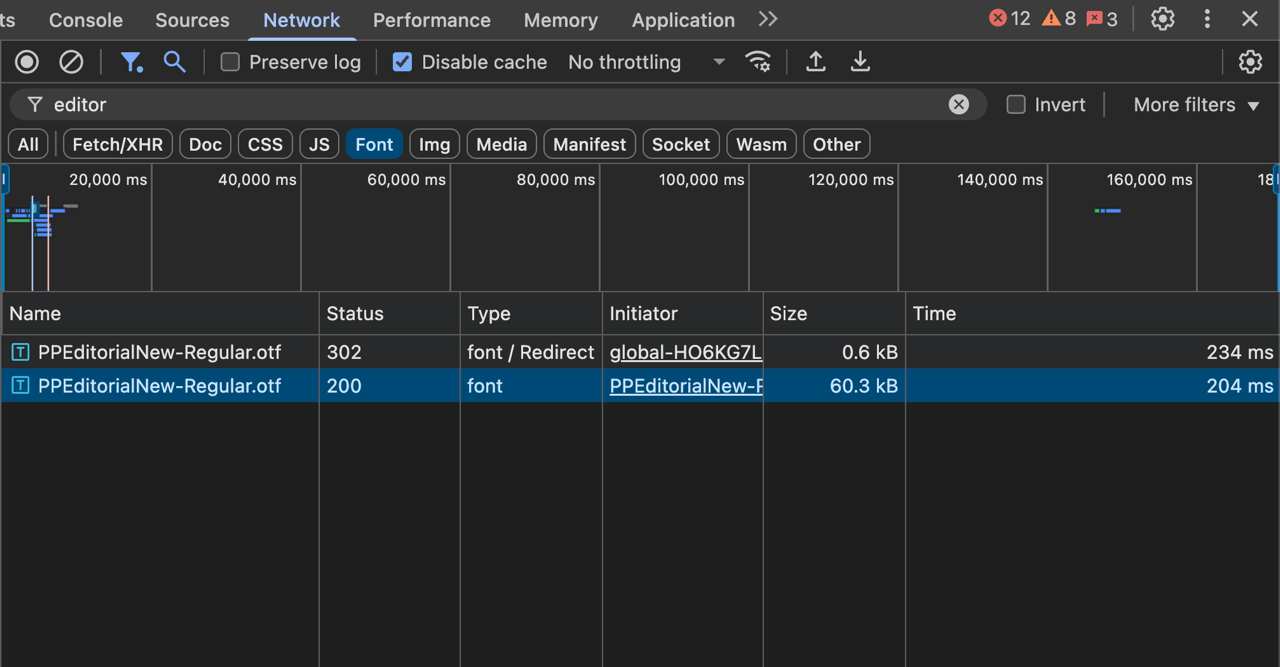 ts Console Sources Network Performance Memory Application 12 8 3
Preserve log Disable cache No throttling
editor Invert More filters
All Fetch/XHR Doc CSS JS Font Img Media Manifest Socket Wasm Other
20,000 ms 40,000 ms 60,000 ms 80,000 ms 100,000 ms 120,000 ms 140,000 ms 160,000 ms 18
Name Status Type Initiator Size Time
PPEditorialNew-Regular.otf 302 font / Redirect global-HO6KG7L 0.6 kB 234 ms
PPEditorialNew-Regular.otf 200 font PPEditorialNew-F 60.3 kB 204 ms